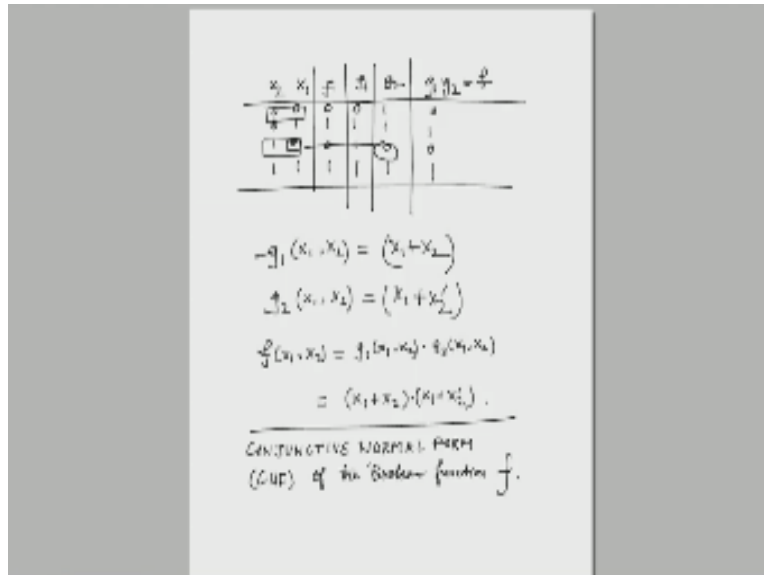 x₂ x₁ f g₁ g₂ g₁g₂=f
0 0 0 0 1 0
0 1 1 1 1 1
1 0 0 1 0 0
1 1 1 1 1 1
g₁(x₁,x₂) = (x₁+x₂)
g₂(x₁,x₂) = (x₁+x₂')
f(x₁,x₂) = g₁(x₁,x₂)·g₂(x₁,x₂)
= (x₁+x₂)·(x₁+x₂').
CONJUNCTIVE NORMAL FORM
(CNF) of the Boolean function f.